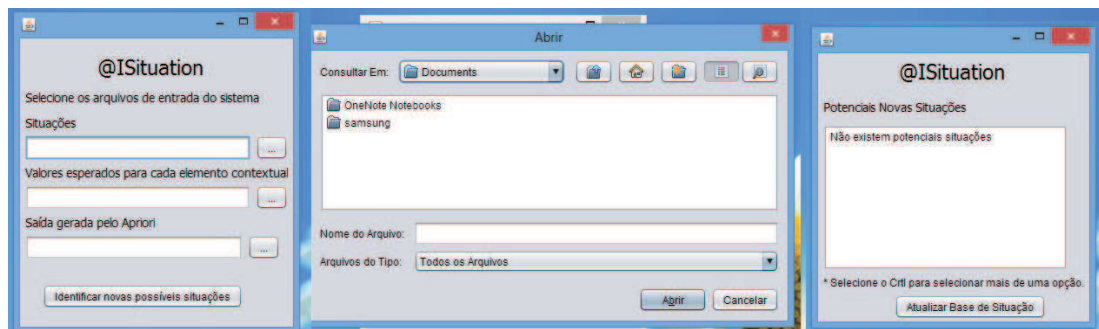 @ISituation
Selecione os arquivos de entrada do sistema
Situações
...
Valores esperados para cada elemento contextual
...
Saída gerada pelo Apriori
...
Identificar novas possíveis situações
Abrir
Consultar Em: Documents
OneNote Notebooks
samsung
Nome do Arquivo:
Arquivos do Tipo: Todos os Arquivos
Abrir Cancelar
@ISituation
Potenciais Novas Situações
Não existem potenciais situações
* Selecione o Crtl para selecionar mais de uma opção.
Atualizar Base de Situação